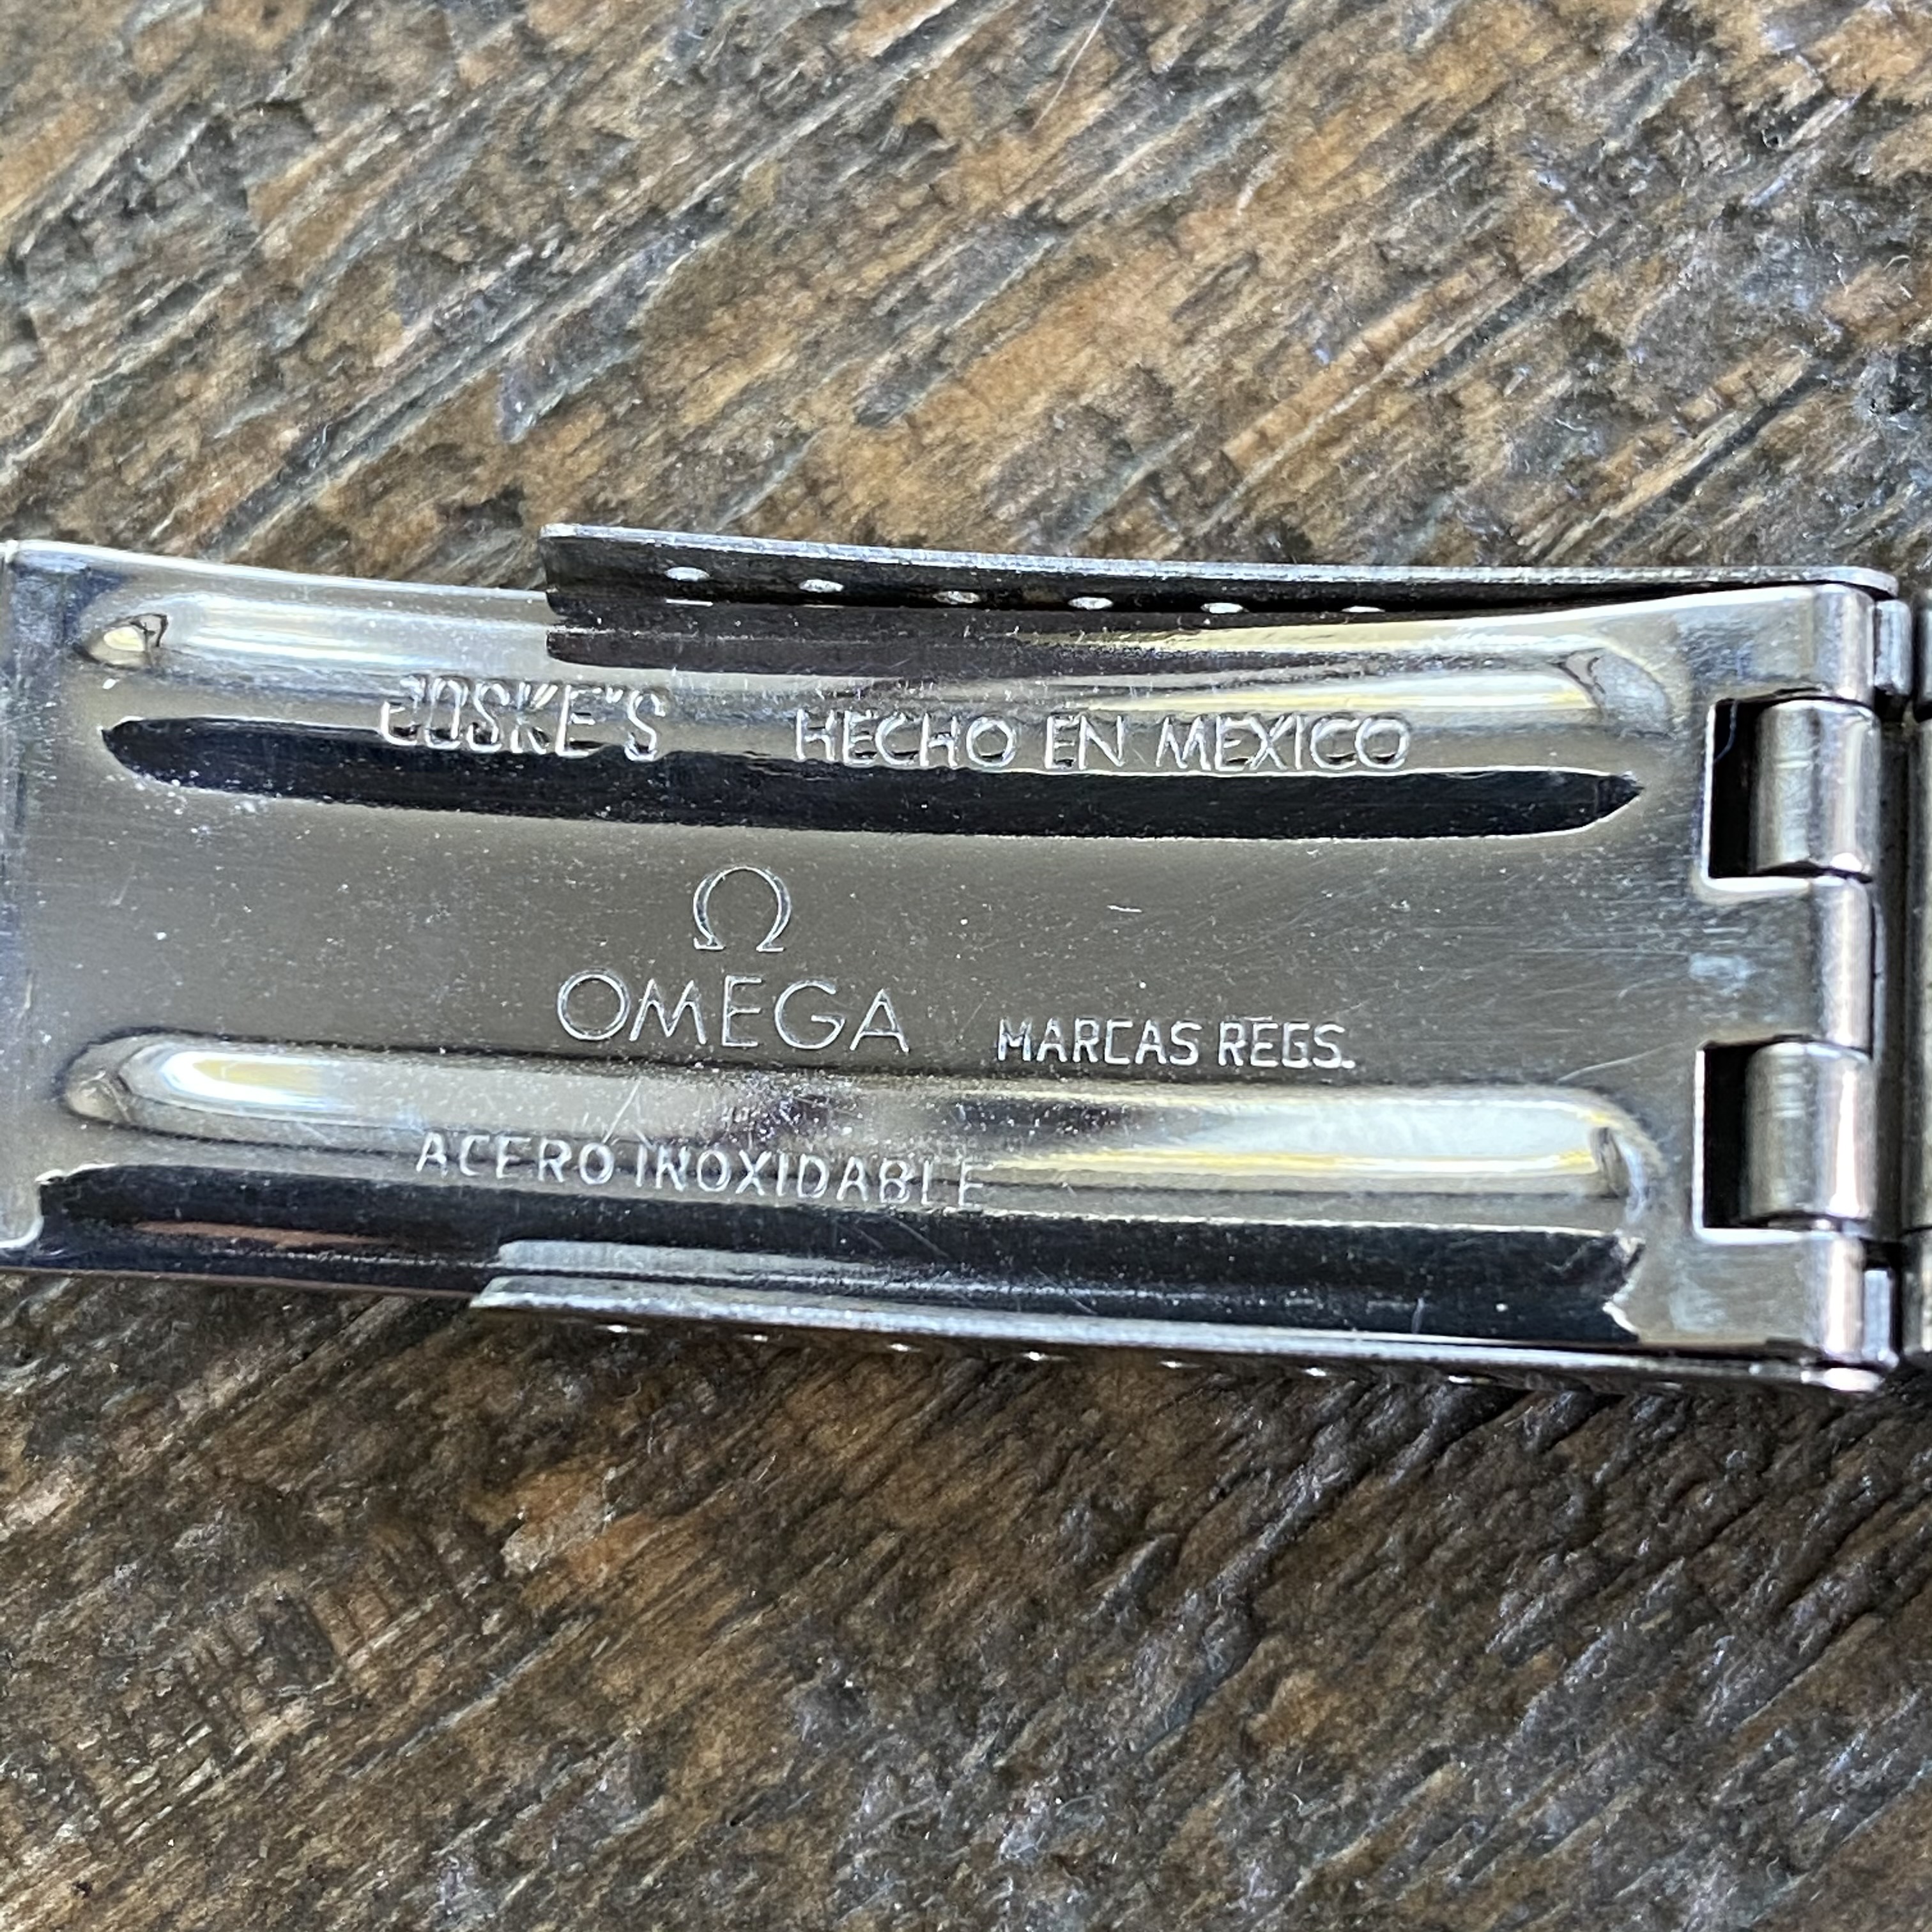 JOSKE'S HECHO EN MEXICO
Ω
OMEGA MARCAS REGS.
ACERO INOXIDABLE